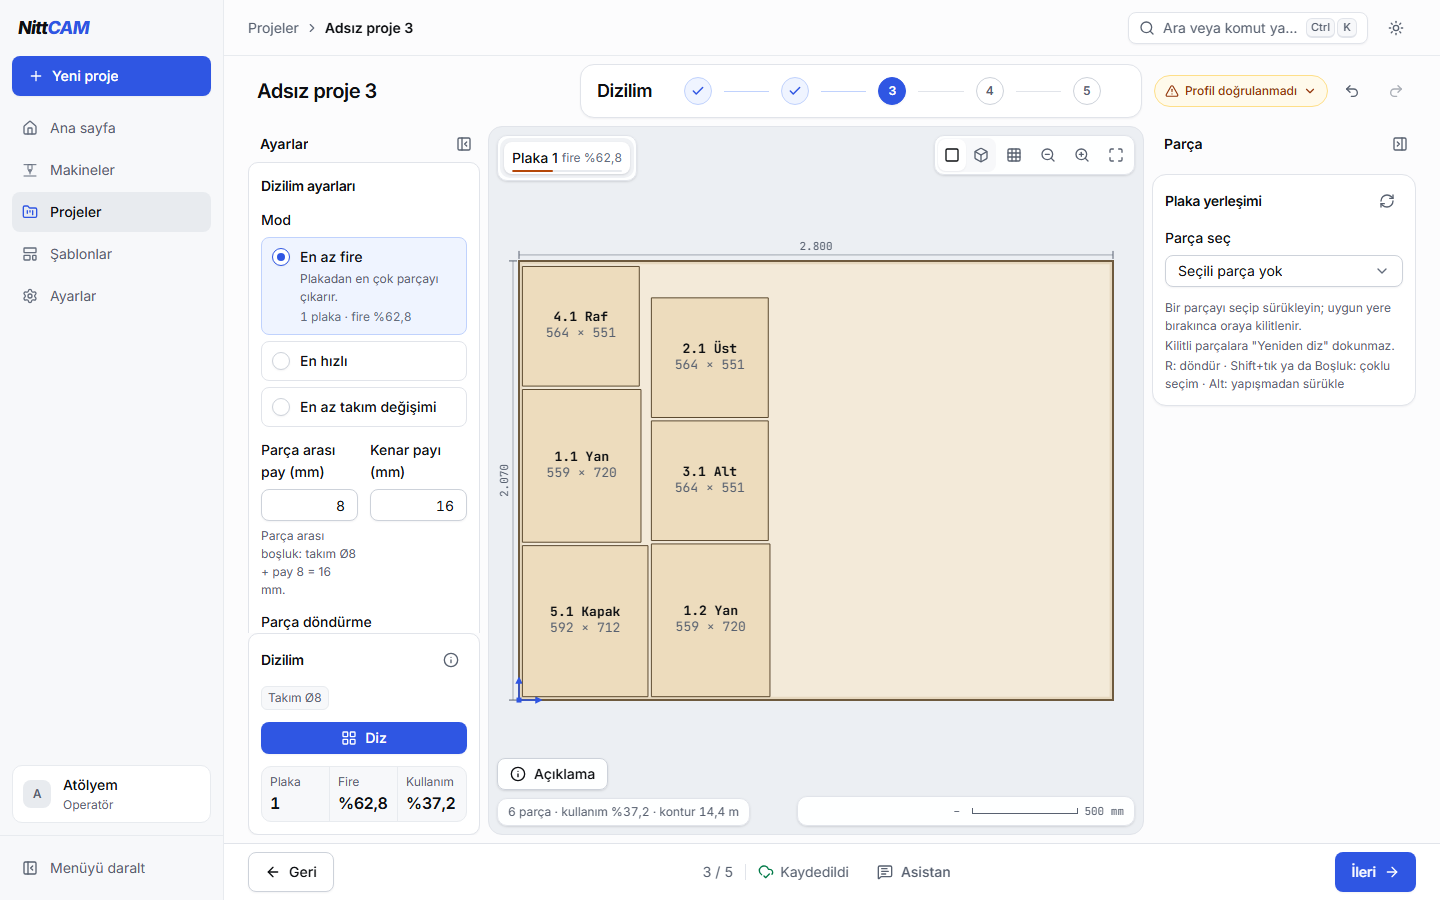 NittCAM
Yeni proje
Ana sayfa
Makineler
Projeler
Şablonlar
Ayarlar
A
Atölyem
Operatör
Menüyü daralt
Projeler > Adsız proje 3
Ara veya komut ya... Ctrl K
Adsız proje 3
Dizilim 3 4 5
Profil doğrulanmadı
Ayarlar
Dizilim ayarları
Mod
En az fire
Plakadan en çok parçayı
çıkarır.
1 plaka · fire %62,8
En hızlı
En az takım değişimi
Parça arası
pay (mm)
Kenar payı
(mm)
8
16
Parça arası
boşluk: takım Ø8
+ pay 8 = 16
mm.
Parça döndürme
Dizilim
Takım Ø8
Diz
Plaka
1
Fire
%62,8
Kullanım
%37,2
Plaka 1 fire %62,8
2.800
2.070
4.1 Raf
564 × 551
2.1 Üst
564 × 551
1.1 Yan
559 × 720
3.1 Alt
564 × 551
5.1 Kapak
592 × 712
1.2 Yan
559 × 720
Açıklama
6 parça · kullanım %37,2 · kontur 14,4 m
– 500 mm
Parça
Plaka yerleşimi
Parça seç
Seçili parça yok
Bir parçayı seçip sürükleyin; uygun yere
bırakınca oraya kilitlenir.
Kilitli parçalara "Yeniden diz" dokunmaz.
R: döndür · Shift+tık ya da Boşluk: çoklu
seçim · Alt: yapışmadan sürükle
Geri
3 / 5
Kaydedildi
Asistan
İleri